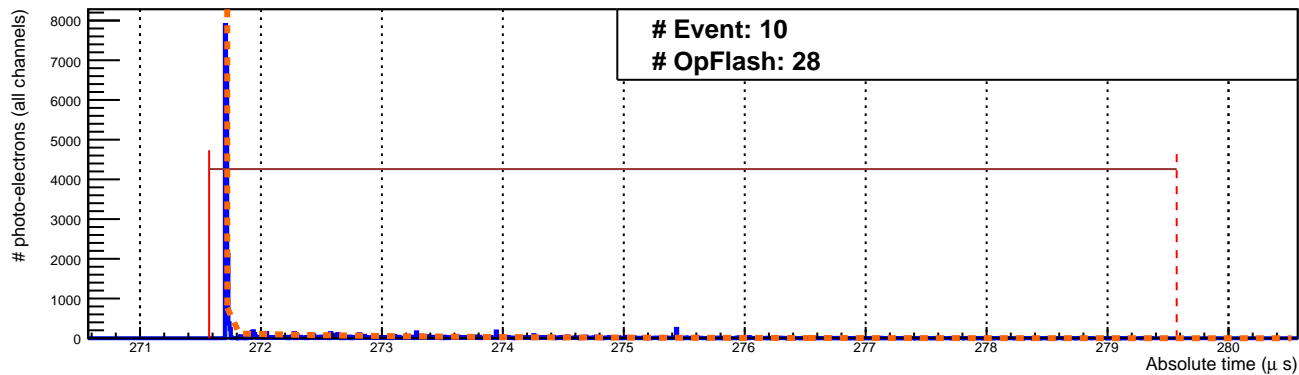 # Event: 10
# OpFlash: 28
# photo-electrons (all channels)
8000
7000
6000
5000
4000
3000
2000
1000
0
271 272 273 274 275 276 277 278 279 280
Absolute time (μ s)